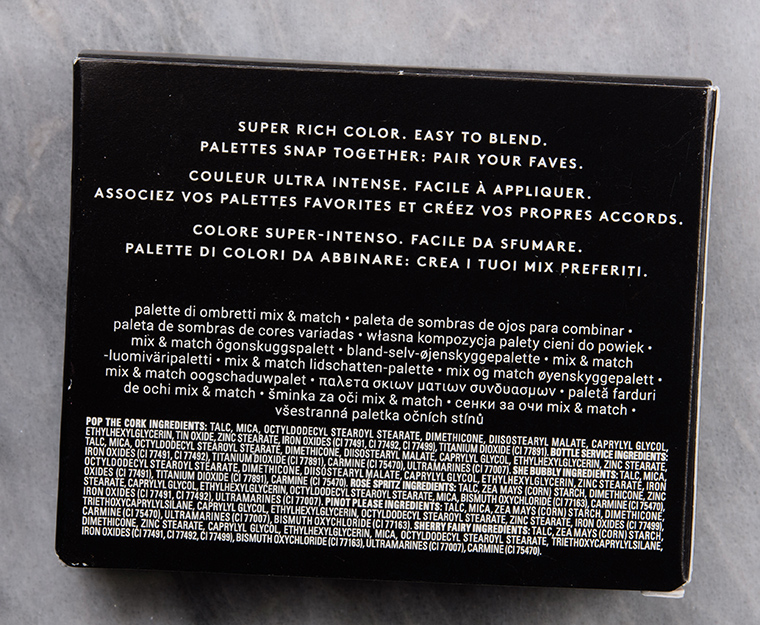 SUPER RICH COLOR. EASY TO BLEND.
PALETTES SNAP TOGETHER: PAIR YOUR FAVES.
COULEUR ULTRA INTENSE. FACILE À APPLIQUER.
ASSOCIEZ VOS PALETTES FAVORITES ET CRÉEZ VOS PROPRES ACCORDS.
COLORE SUPER-INTENSO. FACILE DA SFUMARE.
PALETTE DI COLORI DA ABBINARE: CREA I TUOI MIX PREFERITI.
palette di ombretti mix & match • paleta de sombras de ojos para combinar •
paleta de sombras de cores variadas • własna kompozycja palety cieni do powiek •
mix & match ögonskuggspalett • bland-selv-øjenskyggepalette • mix & match
-luomiväripaletti • mix & match lidschatten-palette • mix og match øyenskyggepalett •
mix & match oogschaduwpalet • παλετα σκιων ματιων συνδυασμων • paletă farduri
de ochi mix & match • šminka za oči mix & match • сенки за очи mix & match •
všestranná paletka očních stínů
POP THE CORK INGREDIENTS: TALC, MICA, OCTYLDODECYL STEAROYL STEARATE, DIMETHICONE, DIISOSTEARYL MALATE, CAPRYLYL GLYCOL,
ETHYLHEXYLGLYCERIN, TIN OXIDE, ZINC STEARATE, IRON OXIDES (CI 77491, CI 77492, CI 77499), TITANIUM DIOXIDE (CI 77891). BOTTLE SERVICE INGREDIENTS:
TALC, MICA, OCTYLDODECYL STEAROYL STEARATE, DIMETHICONE, DIISOSTEARYL MALATE, CAPRYLYL GLYCOL, ETHYLHEXYLGLYCERIN, ZINC STEARATE,
IRON OXIDES (CI 77491, CI 77492), TITANIUM DIOXIDE (CI 77891), CARMINE (CI 75470), ULTRAMARINES (CI 77007). SHE BUBBLY INGREDIENTS: TALC, MICA,
OCTYLDODECYL STEAROYL STEARATE, DIMETHICONE, DIISOSTEARYL MALATE, CAPRYLYL GLYCOL, ETHYLHEXYLGLYCERIN, ZINC STEARATE, IRON
OXIDES (CI 77491), TITANIUM DIOXIDE (CI 77891), CARMINE (CI 75470). ROSÉ SPRITZ INGREDIENTS: TALC, ZEA MAYS (CORN) STARCH, DIMETHICONE, ZINC
STEARATE, CAPRYLYL GLYCOL, ETHYLHEXYLGLYCERIN, OCTYLDODECYL STEAROYL STEARATE, MICA, BISMUTH OXYCHLORIDE (CI 77163), CARMINE (CI 75470),
IRON OXIDES (CI 77491, CI 77492), ULTRAMARINES (CI 77007). PINOT PLEASE INGREDIENTS: TALC, MICA, ZEA MAYS (CORN) STARCH, DIMETHICONE,
TRIETHOXYCAPRYLYLSILANE, CAPRYLYL GLYCOL, ETHYLHEXYLGLYCERIN, OCTYLDODECYL STEAROYL STEARATE, ZINC STEARATE, IRON OXIDES (CI 77499),
CARMINE (CI 75470), ULTRAMARINES (CI 77007), BISMUTH OXYCHLORIDE (CI 77163). SHERRY FAIRY INGREDIENTS: TALC, ZEA MAYS (CORN) STARCH,
DIMETHICONE, ZINC STEARATE, CAPRYLYL GLYCOL, ETHYLHEXYLGLYCERIN, MICA, OCTYLDODECYL STEAROYL STEARATE, TRIETHOXYCAPRYLYLSILANE,
IRON OXIDES (CI 77491, CI 77492, CI 77499), BISMUTH OXYCHLORIDE (CI 77163), ULTRAMARINES (CI 77007), CARMINE (CI 75470).